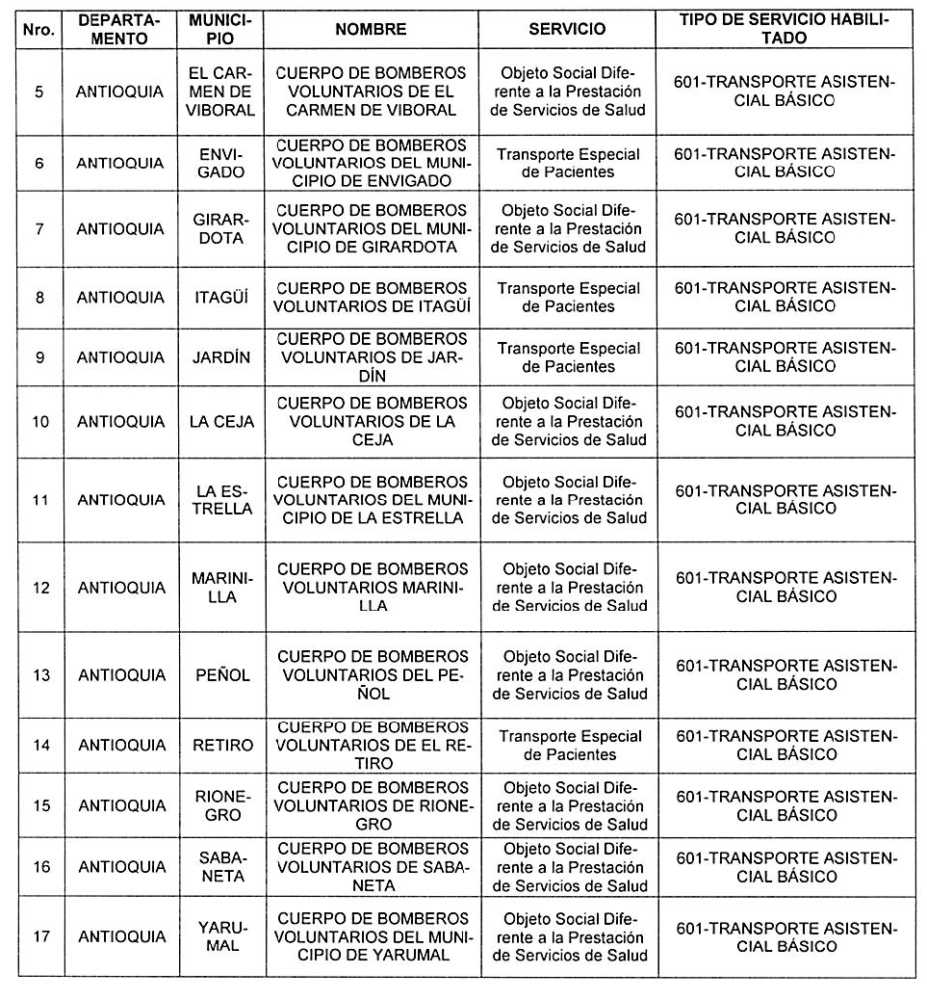 Nro.
DEPARTA-
MENTO
MUNICI-
PIO
NOMBRE
SERVICIO
TIPO DE SERVICIO HABILI-
TADO
5
ANTIOQUIA
EL CAR-
MEN DE
VIBORAL
CUERPO DE BOMBEROS
VOLUNTARIOS DE EL
CARMEN DE VIBORAL
Objeto Social Dife-
rente a la Prestación
de Servicios de Salud
601-TRANSPORTE ASISTEN-
CIAL BÁSICO
6
ANTIOQUIA
ENVI-
GADO
CUERPO DE BOMBEROS
VOLUNTARIOS DEL MUNI-
CIPIO DE ENVIGADO
Transporte Especial
de Pacientes
601-TRANSPORTE ASISTEN-
CIAL BÁSICO
7
ANTIOQUIA
GIRAR-
DOTA
CUERPO DE BOMBEROS
VOLUNTARIOS DEL MUNI-
CIPIO DE GIRARDOTA
Objeto Social Dife-
rente a la Prestación
de Servicios de Salud
601-TRANSPORTE ASISTEN-
CIAL BÁSICO
8
ANTIOQUIA
ITAGÜÍ
CUERPO DE BOMBEROS
VOLUNTARIOS DE ITAGÜÍ
Transporte Especial
de Pacientes
601-TRANSPORTE ASISTEN-
CIAL BÁSICO
9
ANTIOQUIA
JARDÍN
CUERPO DE BOMBEROS
VOLUNTARIOS DE JAR-
DÍN
Transporte Especial
de Pacientes
601-TRANSPORTE ASISTEN-
CIAL BÁSICO
10
ANTIOQUIA
LA CEJA
CUERPO DE BOMBEROS
VOLUNTARIOS DE LA
CEJA
Objeto Social Dife-
rente a la Prestación
de Servicios de Salud
601-TRANSPORTE ASISTEN-
CIAL BÁSICO
11
ANTIOQUIA
LA ES-
TRELLA
CUERPO DE BOMBEROS
VOLUNTARIOS DEL MUNI-
CIPIO DE LA ESTRELLA
Objeto Social Dife-
rente a la Prestación
de Servicios de Salud
601-TRANSPORTE ASISTEN-
CIAL BÁSICO
12
ANTIOQUIA
MARINI-
LLA
CUERPO DE BOMBEROS
VOLUNTARIOS MARINI-
LLA
Objeto Social Dife-
rente a la Prestación
de Servicios de Salud
601-TRANSPORTE ASISTEN-
CIAL BÁSICO
13
ANTIOQUIA
PEÑOL
CUERPO DE BOMBEROS
VOLUNTARIOS DEL PE-
ÑOL
Objeto Social Dife-
rente a la Prestación
de Servicios de Salud
601-TRANSPORTE ASISTEN-
CIAL BÁSICO
14
ANTIOQUIA
RETIRO
CUERPO DE BOMBEROS
VOLUNTARIOS DE EL RE-
TIRO
Transporte Especial
de Pacientes
601-TRANSPORTE ASISTEN-
CIAL BÁSICO
15
ANTIOQUIA
RIONE-
GRO
CUERPO DE BOMBEROS
VOLUNTARIOS DE RIONE-
GRO
Objeto Social Dife-
rente a la Prestación
de Servicios de Salud
601-TRANSPORTE ASISTEN-
CIAL BÁSICO
16
ANTIOQUIA
SABA-
NETA
CUERPO DE BOMBEROS
VOLUNTARIOS DE SABA-
NETA
Objeto Social Dife-
rente a la Prestación
de Servicios de Salud
601-TRANSPORTE ASISTEN-
CIAL BÁSICO
17
ANTIOQUIA
YARU-
MAL
CUERPO DE BOMBEROS
VOLUNTARIOS DEL MUNI-
CIPIO DE YARUMAL
Objeto Social Dife-
rente a la Prestación
de Servicios de Salud
601-TRANSPORTE ASISTEN-
CIAL BÁSICO